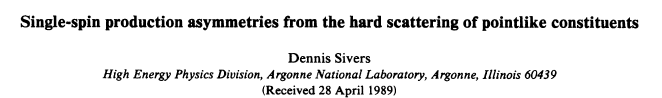 Single-spin production asymmetries from the hard scattering of pointlike constituents
Dennis Sivers
High Energy Physics Division, Argonne National Laboratory, Argonne, Illinois 60439
(Received 28 April 1989)